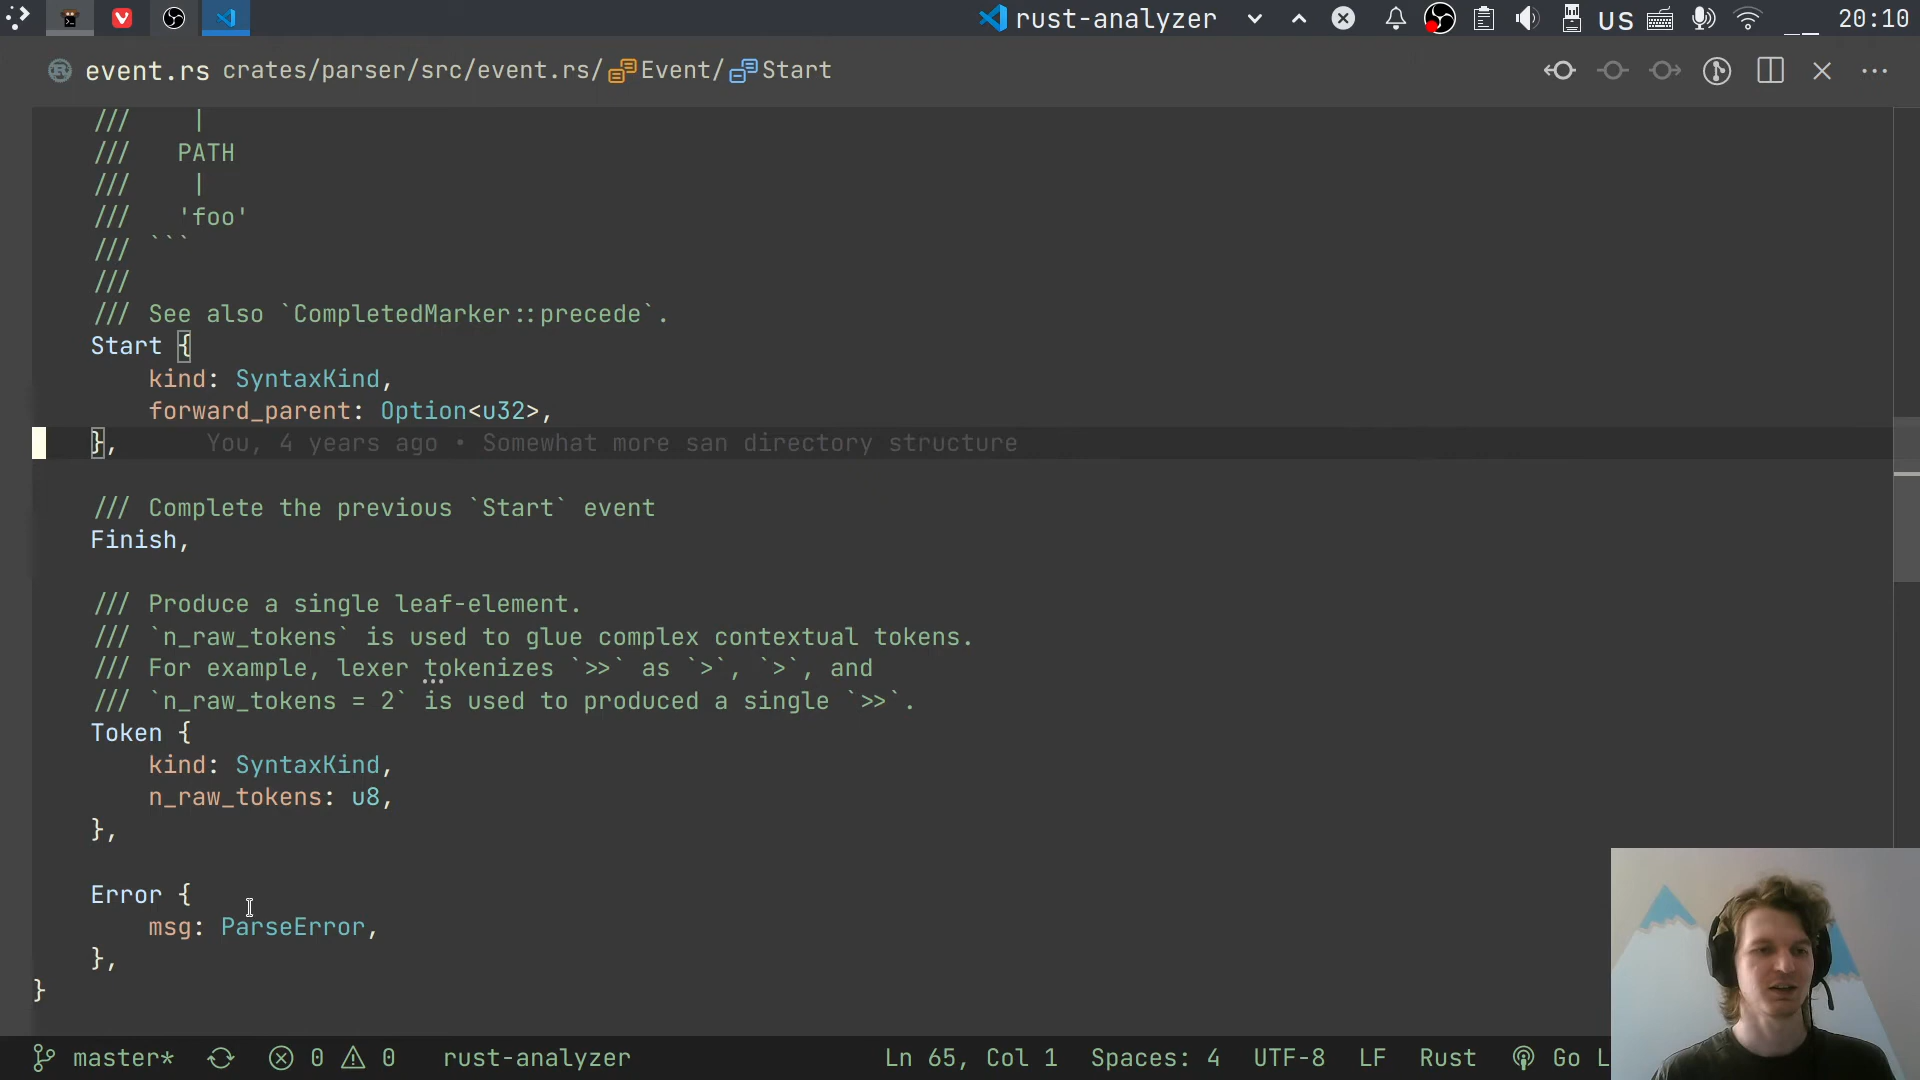 rust-analyzer
US
20:10
event.rs crates/parser/src/event.rs/Event/Start
/// |
/// PATH
/// |
/// 'foo'
/// ```
///
/// See also `CompletedMarker::precede`.
Start {
kind: SyntaxKind,
forward_parent: Option<u32>,
}, You, 4 years ago • Somewhat more san directory structure
/// Complete the previous `Start` event
Finish,
/// Produce a single leaf-element.
/// `n_raw_tokens` is used to glue complex contextual tokens.
/// For example, lexer tokenizes `>>` as `>`, `>`, and
/// `n_raw_tokens = 2` is used to produced a single `>>`.
Token {
kind: SyntaxKind,
n_raw_tokens: u8,
},
Error {
msg: ParseError,
},
}
master* 0 0 rust-analyzer Ln 65, Col 1 Spaces: 4 UTF-8 LF Rust Go L